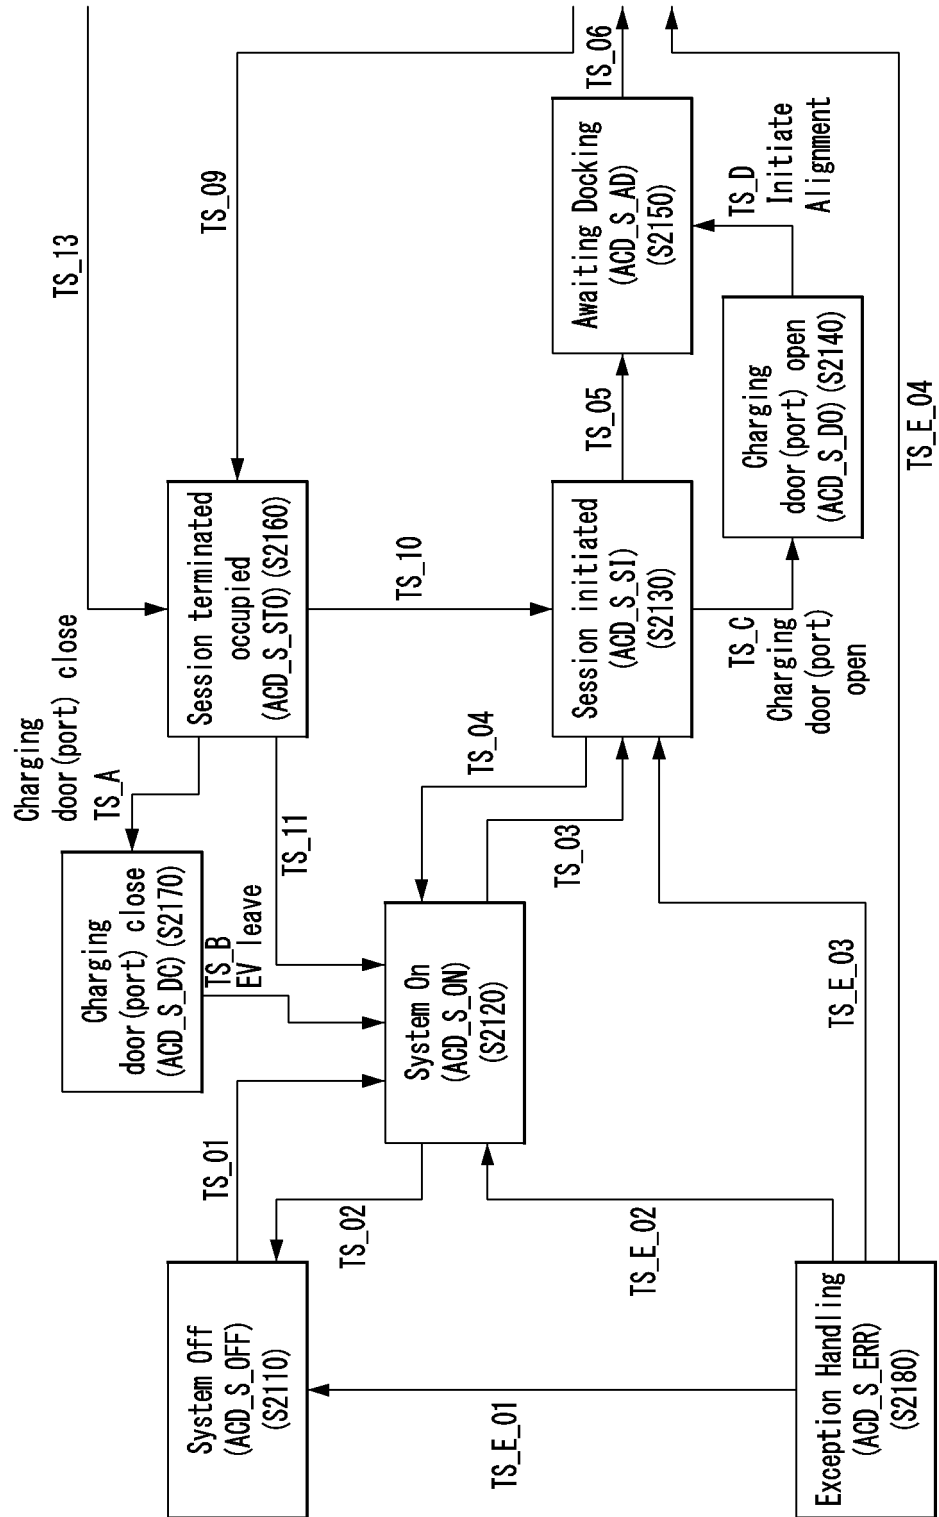 System Off
(ACD_S_OFF)
(S2110)
TS_01
TS_02
TS_E_01
Exception Handling
(ACD_S_ERR)
(S2180)
TS_E_02
TS_E_03
TS_E_04
Charging
door(port) close
(ACD_S_DC)(S2170)
TS_B
EV leave
System On
(ACD_S_ON)
(S2120)
Charging
door(port) close
TS_A
TS_11
TS_04
TS_03
Session terminated
occupied
(ACD_S_STO)(S2160)
TS_10
Session initiated
(ACD_S_SI)
(S2130)
TS_C
Charging
door(port)
open
TS_13
TS_09
TS_05
Charging
door(port) open
(ACD_S_DO)(S2140)
Awaiting Docking
(ACD_S_AD)
(S2150)
TS_D
Initiate
Alignment
TS_06